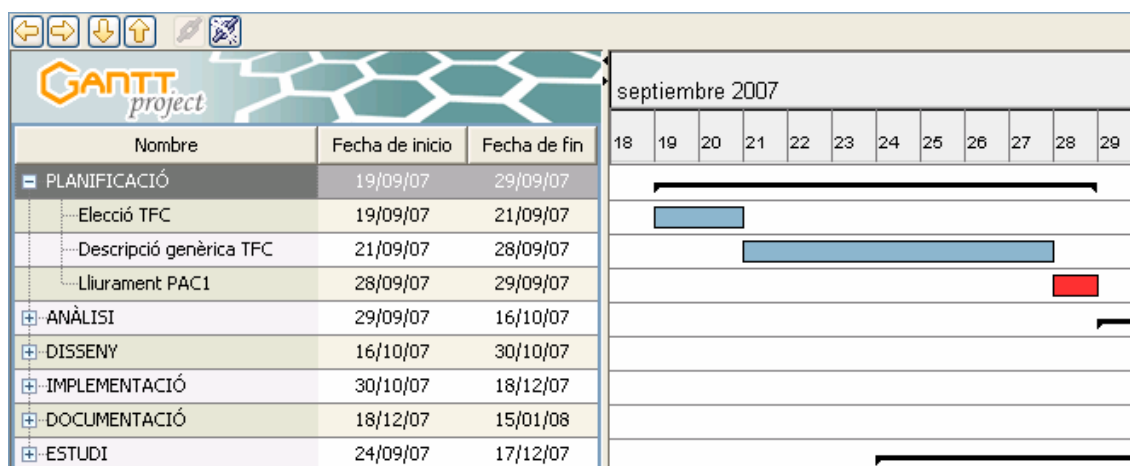 GANTT
project
septiembre 2007
Nombre Fecha de inicio Fecha de fin 18 19 20 21 22 23 24 25 26 27 28 29
PLANIFICACIÓ 19/09/07 29/09/07
Elecció TFC 19/09/07 21/09/07
Descripció genèrica TFC 21/09/07 28/09/07
Lliurament PAC1 28/09/07 29/09/07
ANÀLISI 29/09/07 16/10/07
DISSENY 16/10/07 30/10/07
IMPLEMENTACIÓ 30/10/07 18/12/07
DOCUMENTACIÓ 18/12/07 15/01/08
ESTUDI 24/09/07 17/12/07